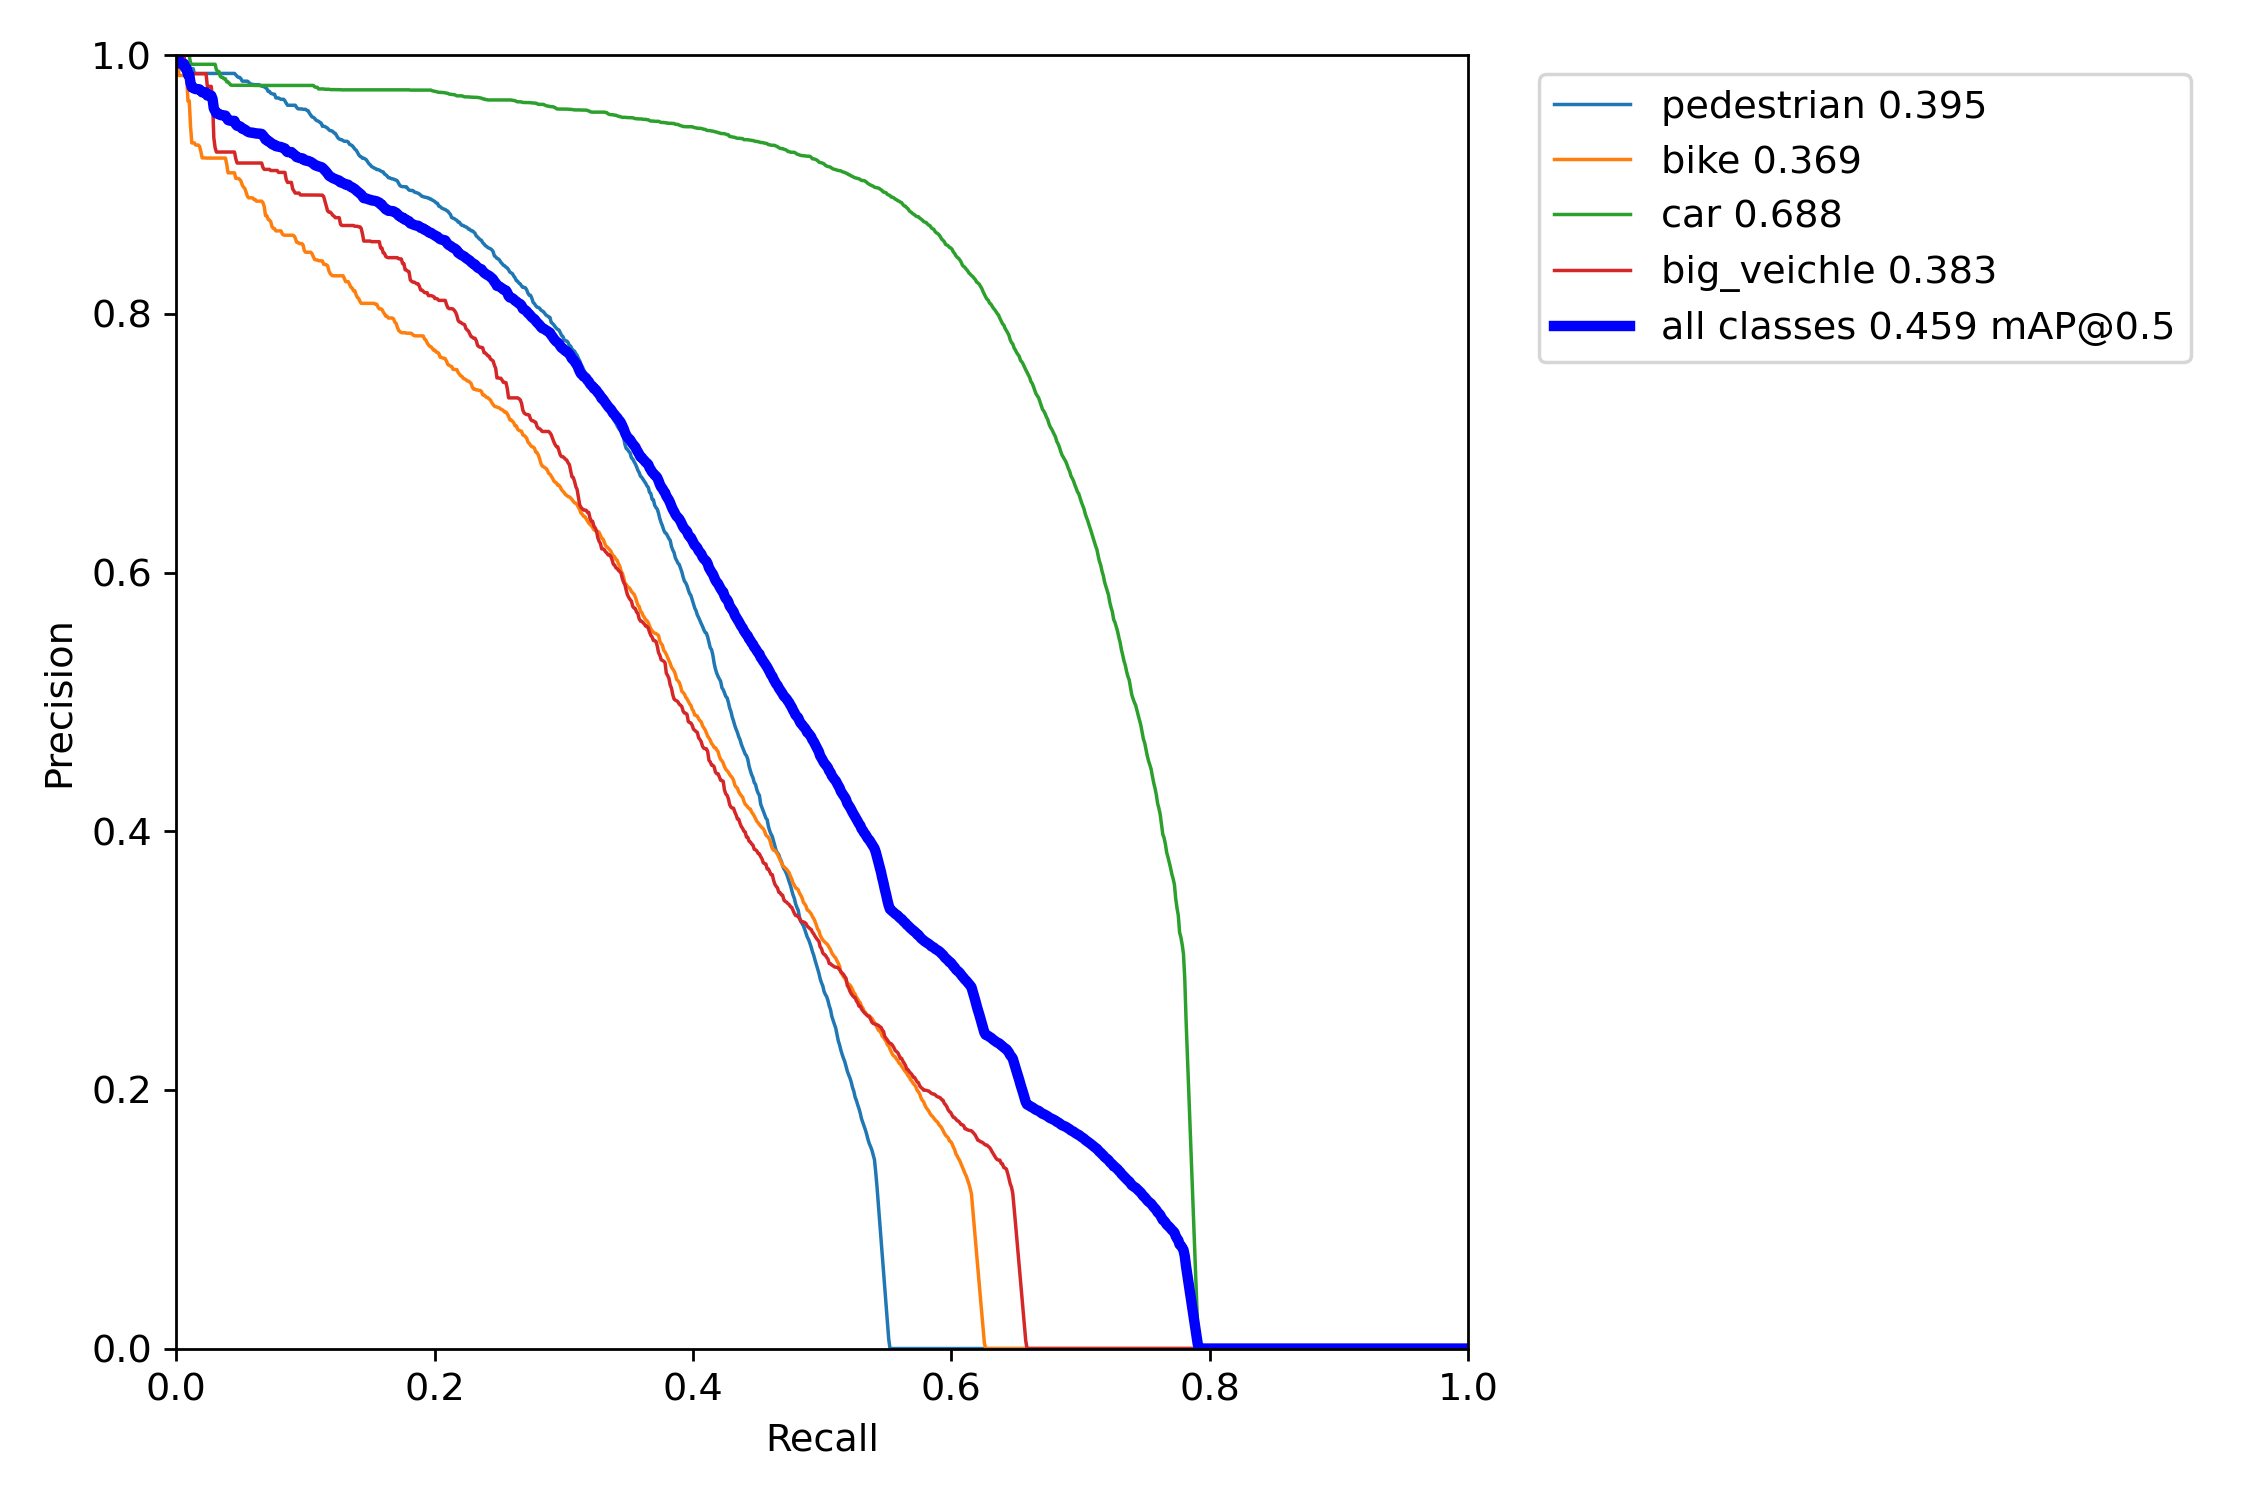 1.0
0.8
0.6
0.4
0.2
0.0
Precision
0.0 0.2 0.4 0.6 0.8 1.0
Recall
pedestrian 0.395
bike 0.369
car 0.688
big_veichle 0.383
all classes 0.459 mAP@0.5